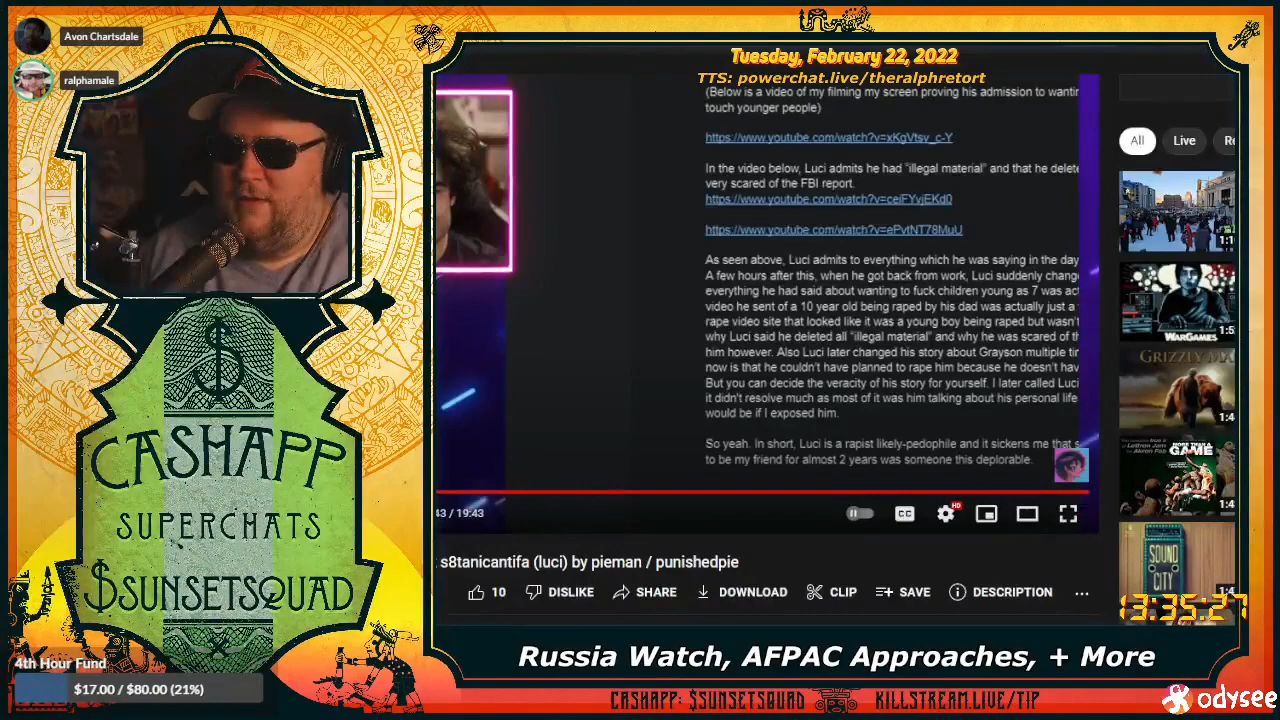 Avon Chartsdale
ralphamale
Tuesday, February 22, 2022
TTS: powerchat.live/theralphretort
(Below is a video of my filming my screen proving his admission to wantin
touch younger people)
https://www.youtube.com/watch?v=xKgVtsv_c-Y
In the video below, Luci admits he had "illegal material" and that he delete
very scared of the FBI report.
https://www.youtube.com/watch?v=ceiFYvjEKd0
https://www.youtube.com/watch?v=ePvtNT78MuU
As seen above, Luci admits to everything which he was saying in the day
A few hours after this, when he got back from work, Luci suddenly change
everything he had said about wanting to fuck children young as 7 was act
video he sent of a 10 year old being raped by his dad was actually just a
rape video site that looked like it was a young boy being raped but wasn't
why Luci said he deleted all "illegal material" and why he was scared of th
him however. Also Luci later changed his story about Grayson multiple tin
now is that he couldn't have planned to rape him because he doesn't hav
But you can decide the veracity of his story for yourself. I later called Luci
it didn't resolve much as most of it was him talking about his personal life
would be if I exposed him.
So yeah. In short, Luci is a rapist likely-pedophile and it sickens me that s
to be my friend for almost 2 years was someone this deplorable.
All Live Re
WARGAMES
GRIZZLY MA
MORE THAN A GAME
SOUND CITY
43 / 19:43
CC HD
s8tanicantifa (luci) by pieman / punishedpie
10 DISLIKE SHARE DOWNLOAD CLIP SAVE DESCRIPTION ...
13:35:27
$
CASHAPP
SUPERCHATS
$SUNSETSQUAD
4th Hour Fund
$17.00 / $80.00 (21%)
Russia Watch, AFPAC Approaches, + More
CASHAPP: $SUNSETSQUAD KILLSTREAM.LIVE/TIP
odysee